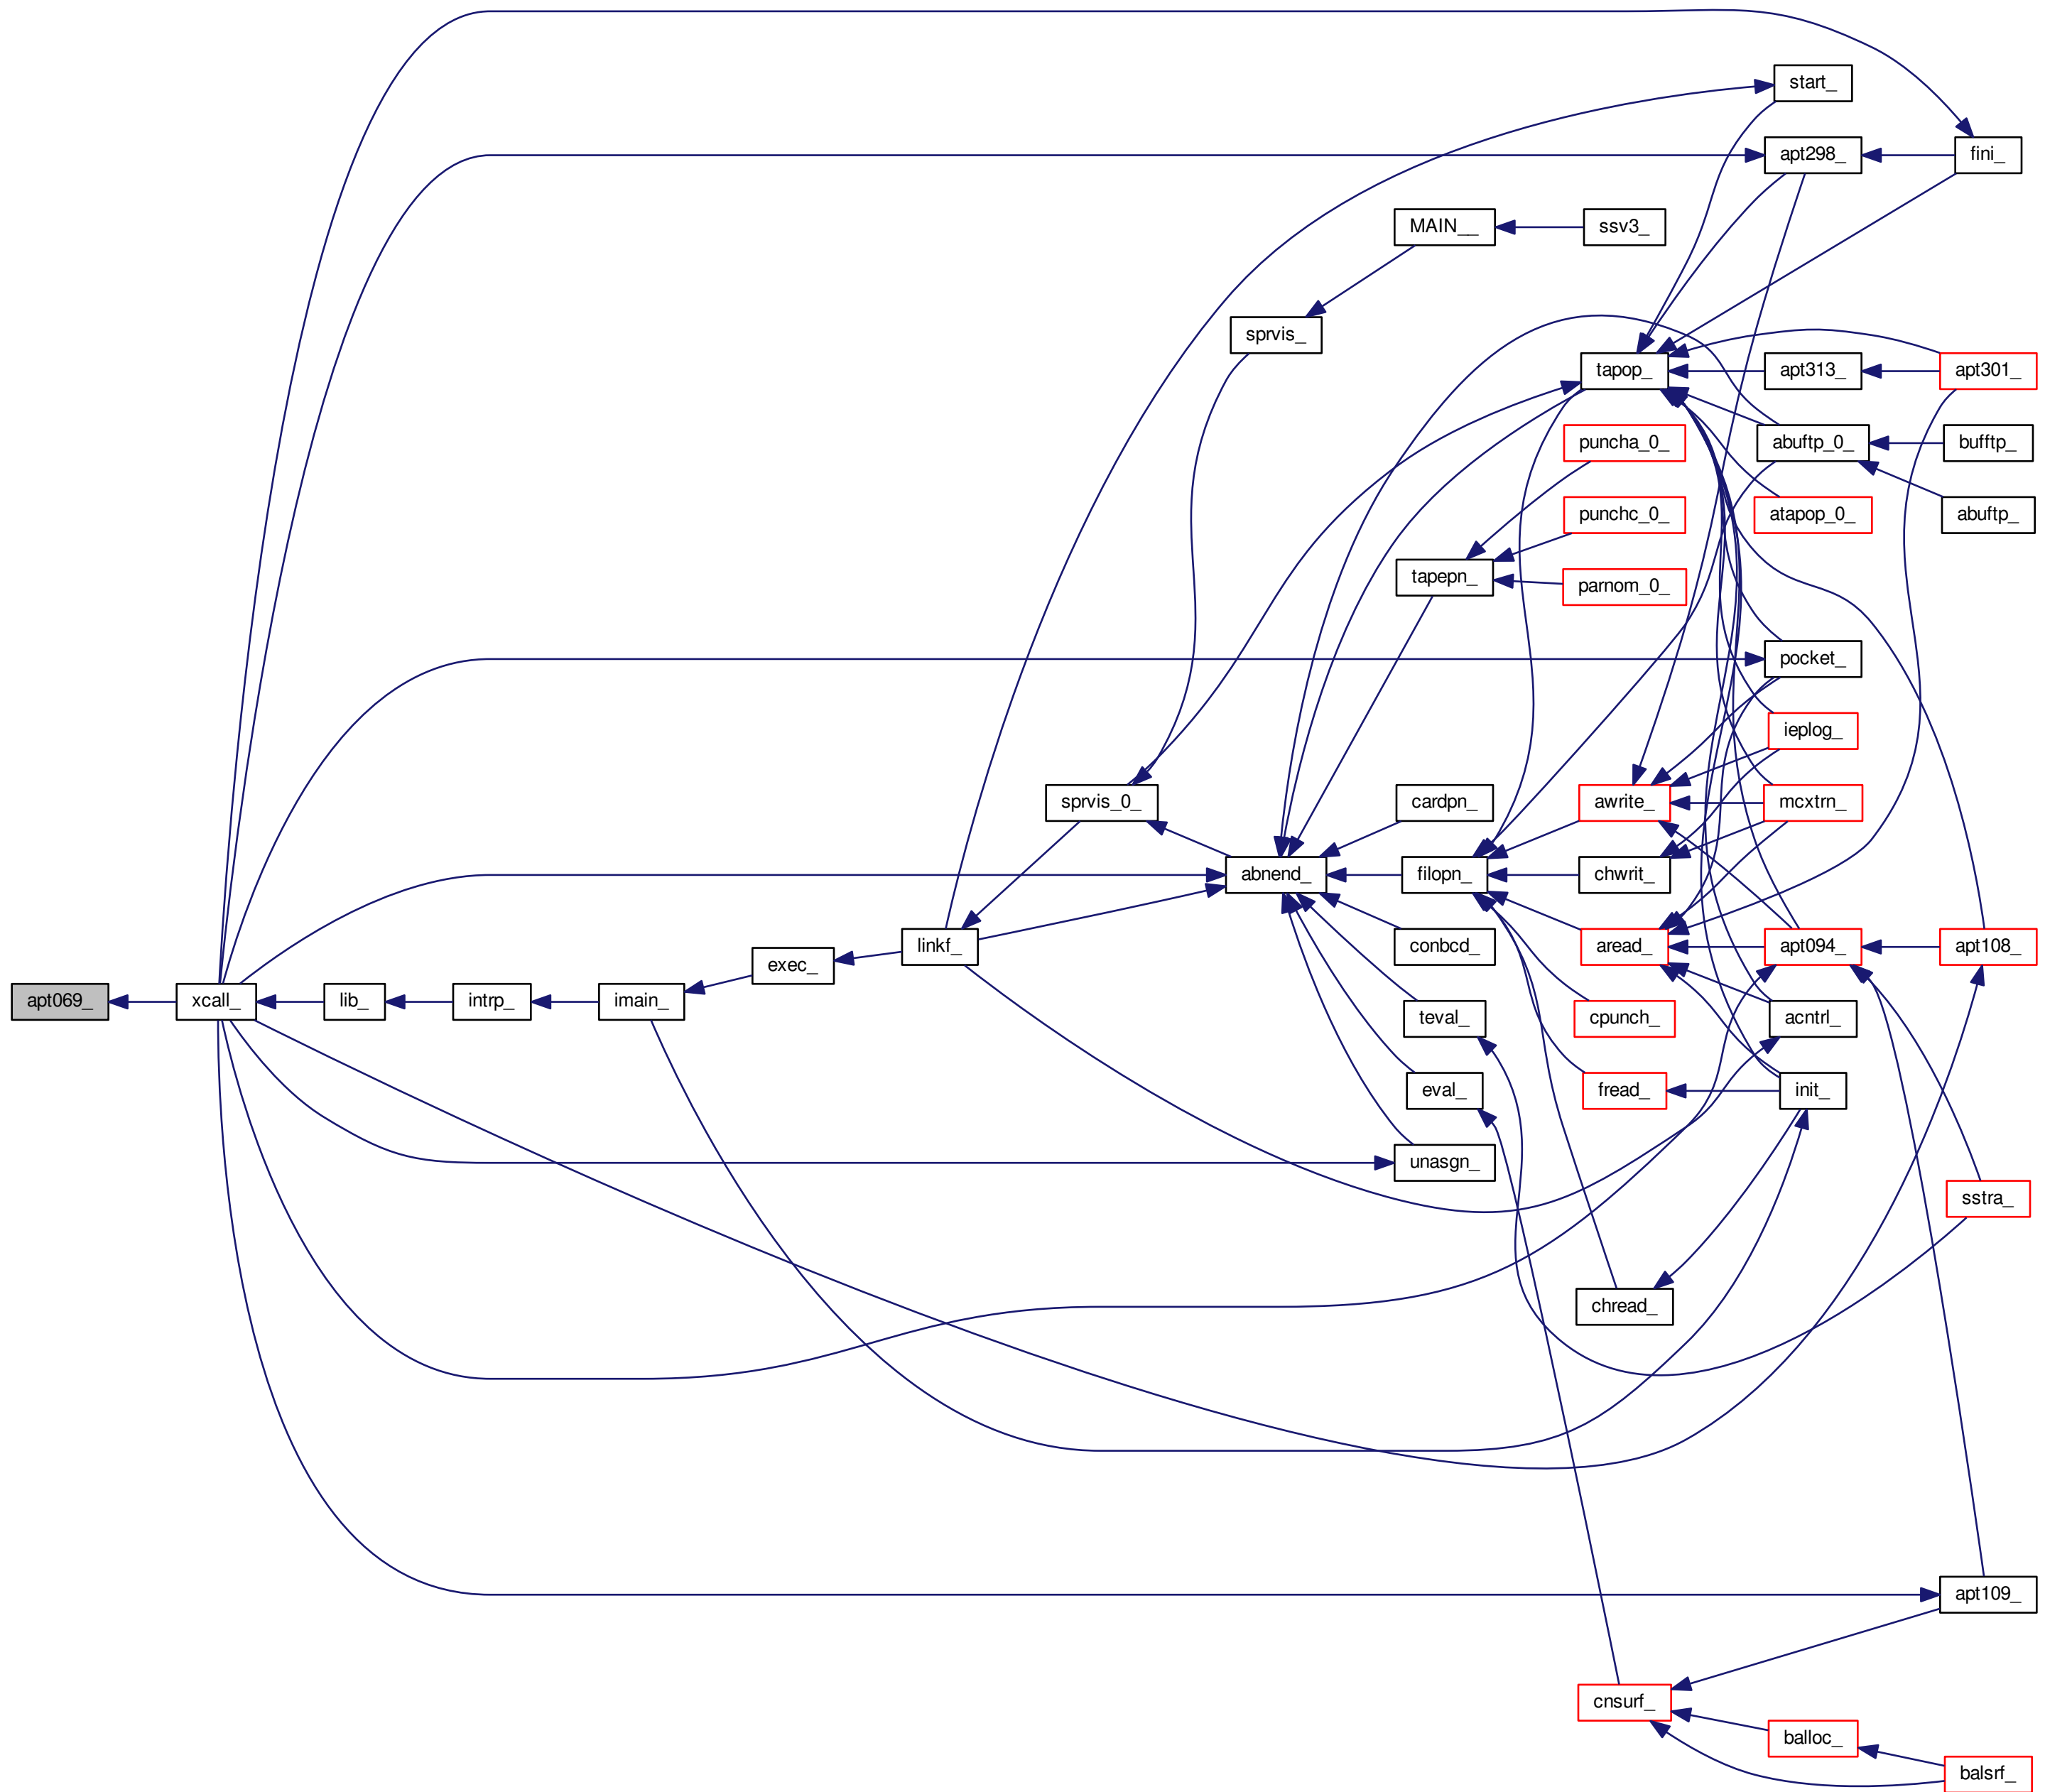 start_
apt298_
fini_
MAIN__
ssv3_
sprvis_
tapop_
apt313_
apt301_
puncha_0_
abuftp_0_
bufftp_
punchc_0_
atapop_0_
abuftp_
tapepn_
parnom_0_
pocket_
ieplog_
sprvis_0_
cardpn_
awrite_
mcxtrn_
abnend_
filopn_
chwrit_
linkf_
conbcd_
aread_
apt094_
apt108_
exec_
apt069_
xcall_
lib_
intrp_
imain_
teval_
cpunch_
acntrl_
eval_
fread_
init_
unasgn_
sstra_
chread_
apt109_
cnsurf_
balloc_
balsrf_